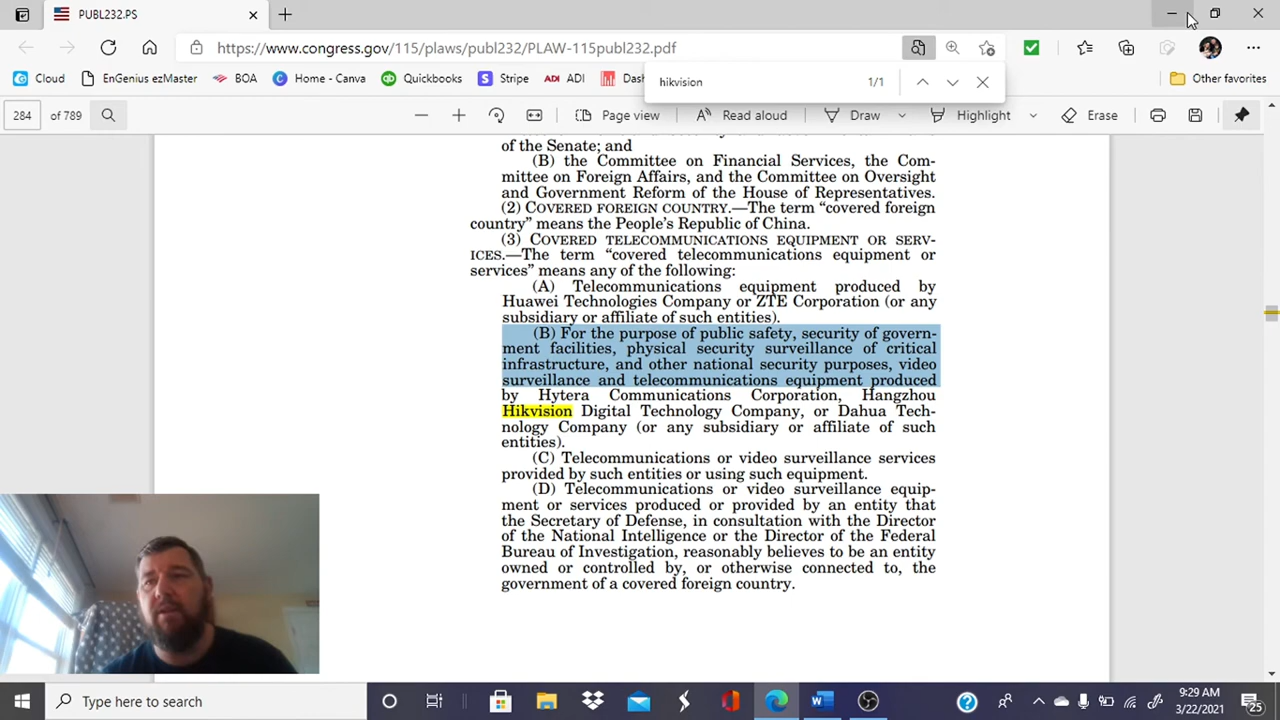 PUBL232.PS
https://www.congress.gov/115/plaws/publ232/PLAW-115publ232.pdf
Cloud
EnGenius ezMaster
BOA
Home - Canva
Quickbooks
Stripe
ADI ADI
Other favorites
hikvision 1/1
284 of 789
Page view
Read aloud
Draw
Highlight
Erase
of the Senate; and
(B) the Committee on Financial Services, the Com-
mittee on Foreign Affairs, and the Committee on Oversight
and Government Reform of the House of Representatives.
(2) COVERED FOREIGN COUNTRY.—The term “covered foreign
country” means the People’s Republic of China.
(3) COVERED TELECOMMUNICATIONS EQUIPMENT OR SERV-
ICES.—The term “covered telecommunications equipment or
services” means any of the following:
(A) Telecommunications equipment produced by
Huawei Technologies Company or ZTE Corporation (or any
subsidiary or affiliate of such entities).
(B) For the purpose of public safety, security of govern-
ment facilities, physical security surveillance of critical
infrastructure, and other national security purposes, video
surveillance and telecommunications equipment produced
by Hytera Communications Corporation, Hangzhou
Hikvision Digital Technology Company, or Dahua Tech-
nology Company (or any subsidiary or affiliate of such
entities).
(C) Telecommunications or video surveillance services
provided by such entities or using such equipment.
(D) Telecommunications or video surveillance equip-
ment or services produced or provided by an entity that
the Secretary of Defense, in consultation with the Director
of the National Intelligence or the Director of the Federal
Bureau of Investigation, reasonably believes to be an entity
owned or controlled by, or otherwise connected to, the
government of a covered foreign country.
Type here to search
9:29 AM
3/22/2021
25